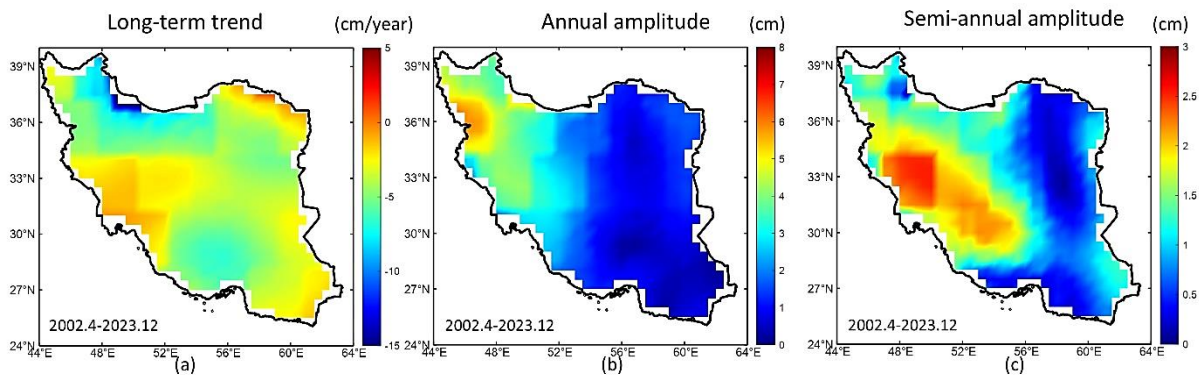 Long-term trend (cm/year)
Annual amplitude (cm)
Semi-annual amplitude (cm)
39°N
36°N
33°N
30°N
27°N
24°N
2002.4-2023.12
44°E 48°E 52°E 56°E 60°E
5
0
-5
-10
-15
(a)
39°N
36°N
33°N
30°N
27°N
24°N
2002.4-2023.12
44°E 48°E 52°E 56°E 60°E 64°E
8
7
6
5
4
3
2
1
0
(b)
39°N
36°N
33°N
30°N
27°N
24°N
2002.4-2023.12
44°E 48°E 52°E 56°E 60°E 64°E
3
2.5
2
1.5
1
0.5
0
(c)